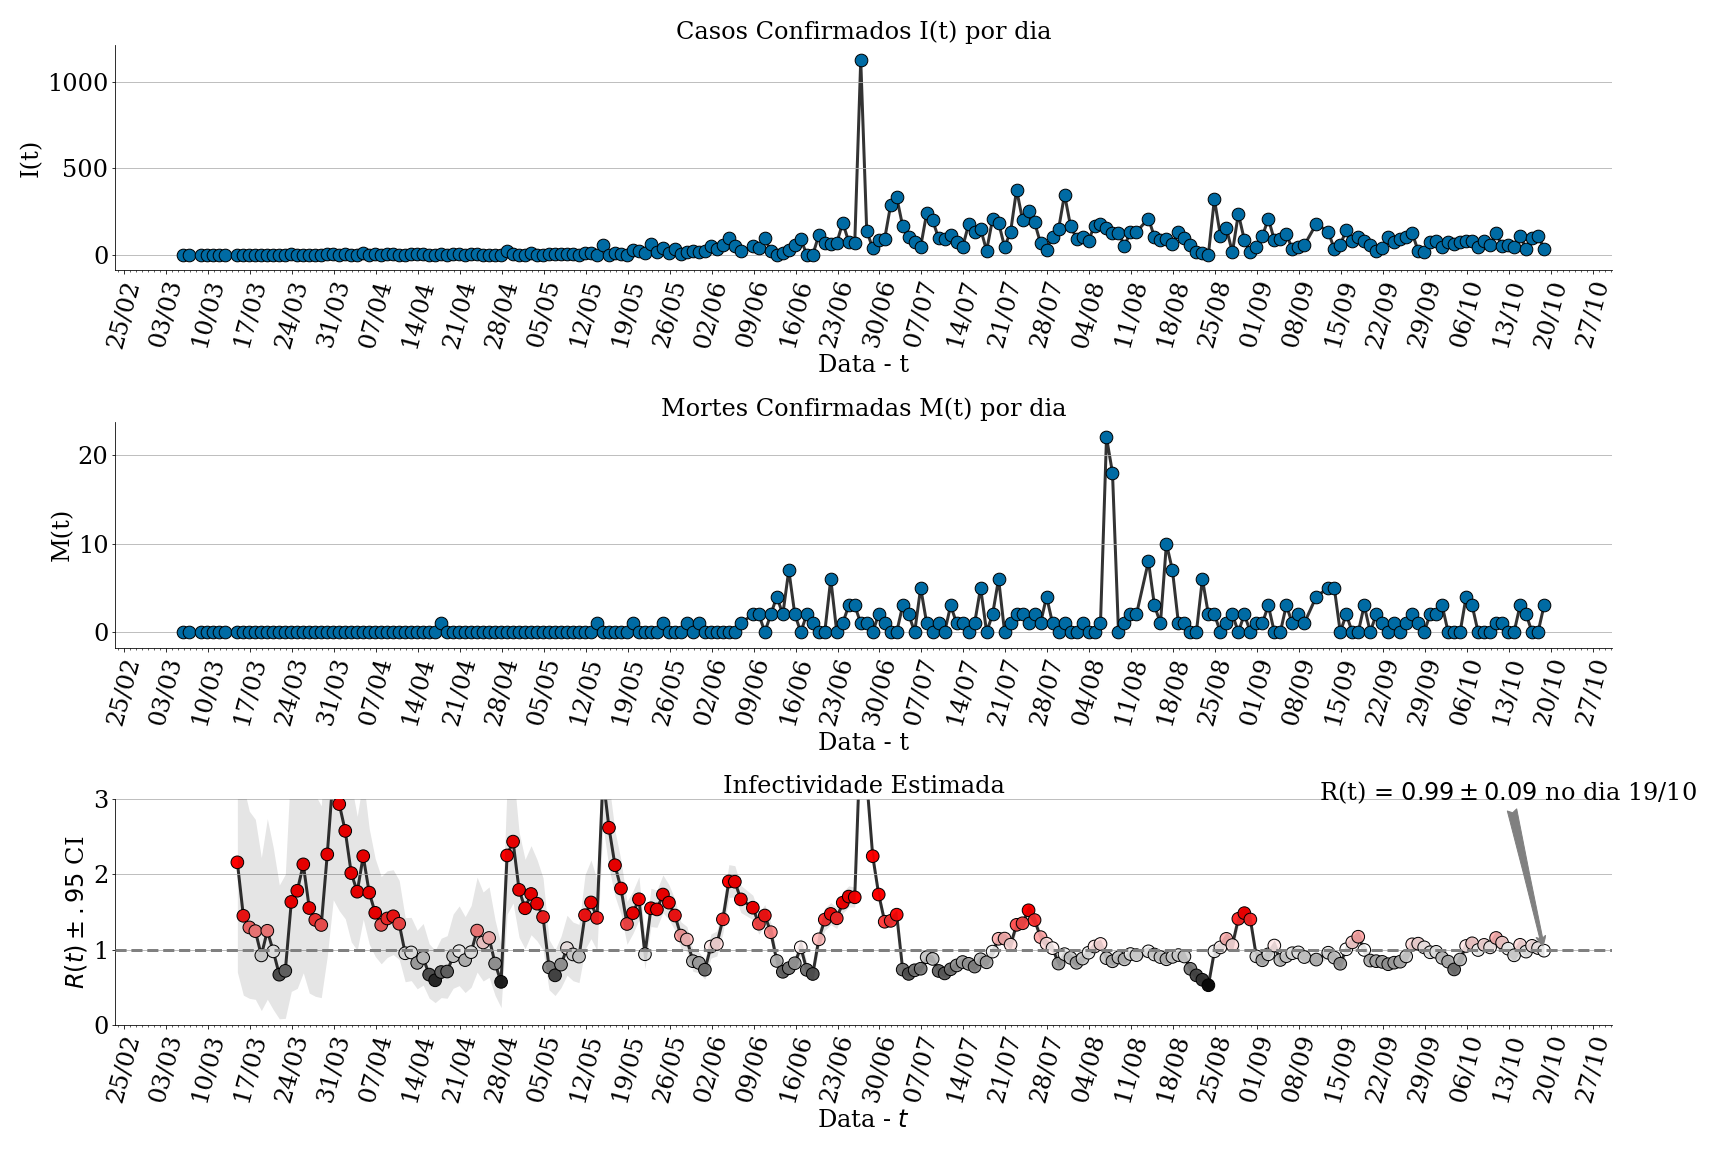 Casos Confirmados I(t) por dia
1000
500
0
I(t)
25/02 03/03 10/03 17/03 24/03 31/03 07/04 14/04 21/04 28/04 05/05 12/05 19/05 26/05 02/06 09/06 16/06 23/06 30/06 07/07 14/07 21/07 28/07 04/08 11/08 18/08 25/08 01/09 08/09 15/09 22/09 29/09 06/10 13/10 20/10 27/10
Data - t
Mortes Confirmadas M(t) por dia
20
10
0
M(t)
25/02 03/03 10/03 17/03 24/03 31/03 07/04 14/04 21/04 28/04 05/05 12/05 19/05 26/05 02/06 09/06 16/06 23/06 30/06 07/07 14/07 21/07 28/07 04/08 11/08 18/08 25/08 01/09 08/09 15/09 22/09 29/09 06/10 13/10 20/10 27/10
Data - t
Infectividade Estimada
R(t) = 0.99 ± 0.09 no dia 19/10
3
2
1
0
R(t) ± .95 CI
25/02 03/03 10/03 17/03 24/03 31/03 07/04 14/04 21/04 28/04 05/05 12/05 19/05 26/05 02/06 09/06 16/06 23/06 30/06 07/07 14/07 21/07 28/07 04/08 11/08 18/08 25/08 01/09 08/09 15/09 22/09 29/09 06/10 13/10 20/10 27/10
Data - t